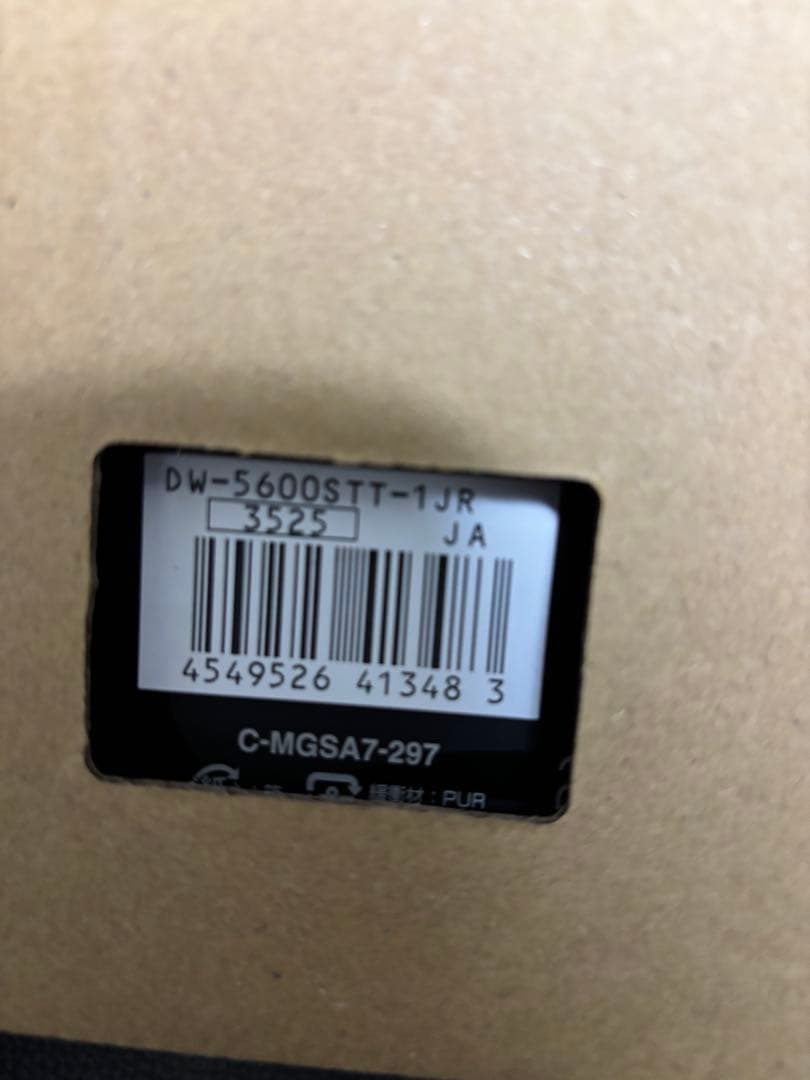 DW-5600STT-1JR
3525 JA
4549526 41348 3
C-MGSA7-297
緩衝材:PUR